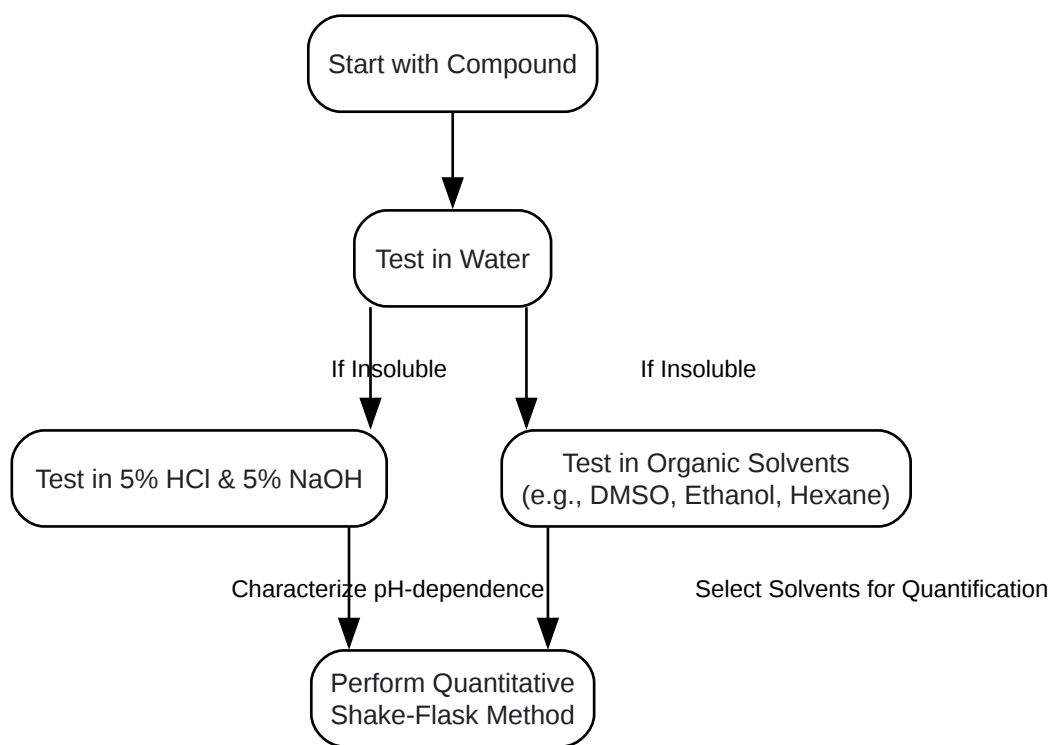 Start with Compound
Test in Water
If Insoluble
If Insoluble
Test in 5% HCl & 5% NaOH
Test in Organic Solvents
(e.g., DMSO, Ethanol, Hexane)
Characterize pH-dependence
Select Solvents for Quantification
Perform Quantitative
Shake-Flask Method